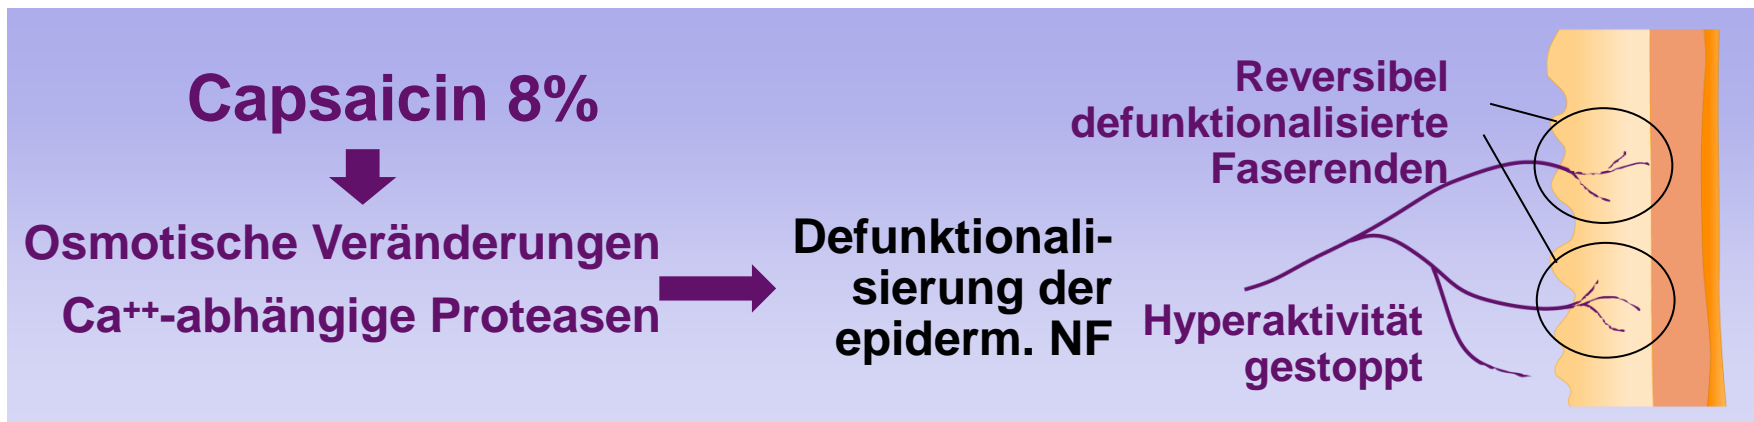 Capsaicin 8%
Osmotische Veränderungen
Ca⁺⁺-abhängige Proteasen
Defunktionali-
sierung der
epiderm. NF
Reversibel
defunktionalisierte
Faserenden
Hyperaktivität
gestoppt